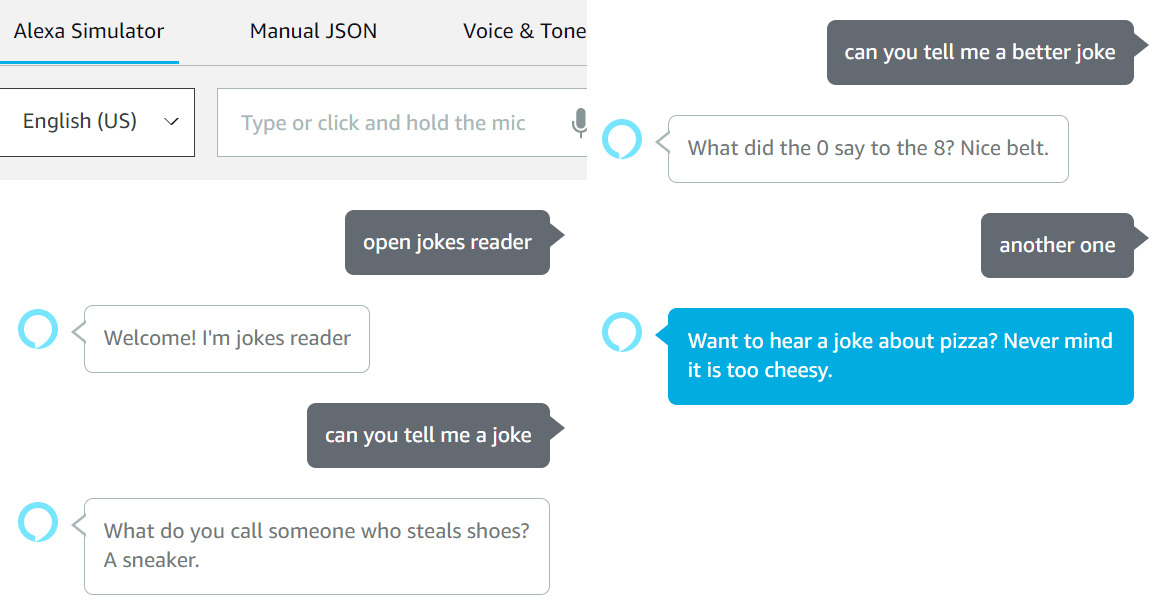 Alexa Simulator
Manual JSON
Voice & Tone
English (US)
Type or click and hold the mic
open jokes reader
Welcome! I'm jokes reader
can you tell me a joke
What do you call someone who steals shoes?
A sneaker.
can you tell me a better joke
What did the 0 say to the 8? Nice belt.
another one
Want to hear a joke about pizza? Never mind
it is too cheesy.